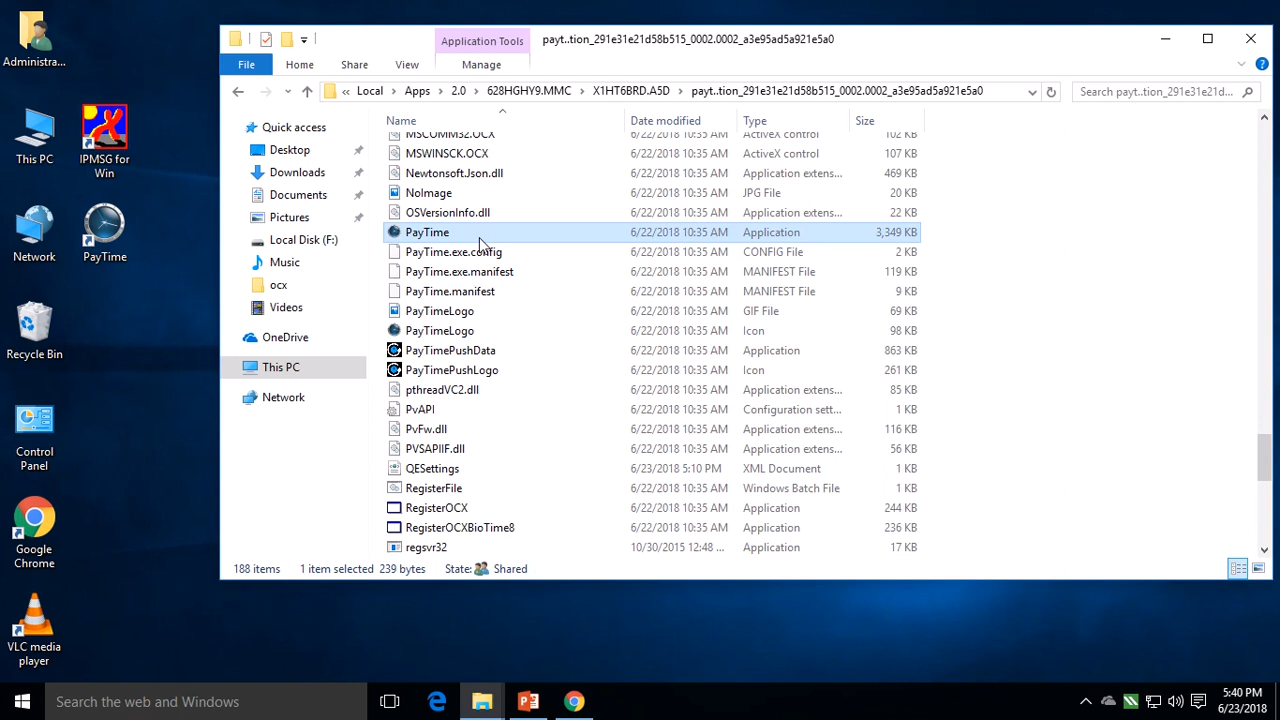 Administra...
This PC
IPMSG for
Win
Network
PayTime
Recycle Bin
Control
Panel
Google
Chrome
VLC media
player
Application Tools
payt..tion_291e31e21d58b515_0002.0002_a3e95ad5a921e5a0
File
Home
Share
View
Manage
« Local > Apps > 2.0 > 628HGHY9.MMC > X1HT6BRD.A5D > payt..tion_291e31e21d58b515_0002.0002_a3e95ad5a921e5a0
Search payt..tion_291e31e21d...
Quick access
Desktop
Downloads
Documents
Pictures
Local Disk (F:)
Music
ocx
Videos
OneDrive
This PC
Network
Name Date modified Type Size
MSCOMM32.OCX 6/22/2018 10:35 AM ActiveX control 102 KB
MSWINSCK.OCX 6/22/2018 10:35 AM ActiveX control 107 KB
Newtonsoft.Json.dll 6/22/2018 10:35 AM Application extens... 469 KB
NoImage 6/22/2018 10:35 AM JPG File 20 KB
OSVersionInfo.dll 6/22/2018 10:35 AM Application extens... 22 KB
PayTime 6/22/2018 10:35 AM Application 3,349 KB
PayTime.exe.config 6/22/2018 10:35 AM CONFIG File 2 KB
PayTime.exe.manifest 6/22/2018 10:35 AM MANIFEST File 119 KB
PayTime.manifest 6/22/2018 10:35 AM MANIFEST File 9 KB
PayTimeLogo 6/22/2018 10:35 AM GIF File 69 KB
PayTimeLogo 6/22/2018 10:35 AM Icon 98 KB
PayTimePushData 6/22/2018 10:35 AM Application 863 KB
PayTimePushLogo 6/22/2018 10:35 AM Icon 261 KB
pthreadVC2.dll 6/22/2018 10:35 AM Application extens... 85 KB
PvAPI 6/22/2018 10:35 AM Configuration sett... 1 KB
PvFw.dll 6/22/2018 10:35 AM Application extens... 116 KB
PVSAPIIF.dll 6/22/2018 10:35 AM Application extens... 56 KB
QESettings 6/23/2018 5:10 PM XML Document 4 KB
RegisterFile 6/22/2018 10:35 AM Windows Batch File 1 KB
RegisterOCX 6/22/2018 10:35 AM Application 244 KB
RegisterOCXBioTime8 6/22/2018 10:35 AM Application 236 KB
regsvr32 10/30/2015 12:48 ... Application 17 KB
188 items 1 item selected 239 bytes State: Shared
Search the web and Windows
5:40 PM
6/23/2018